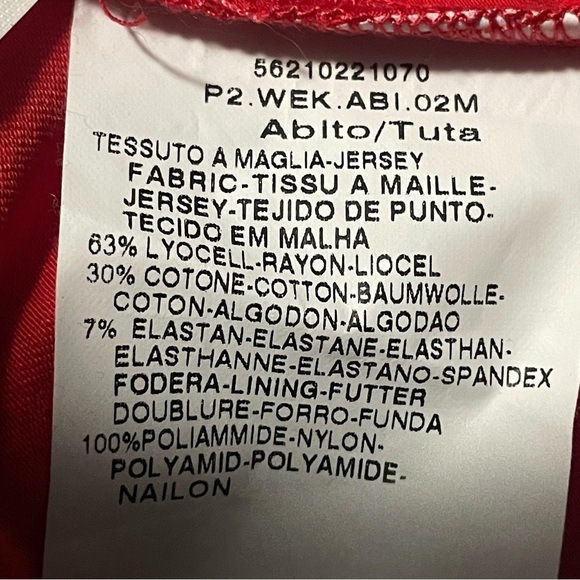 56210221070
P2.WEK.ABI.02M
Abito/Tuta
TESSUTO A MAGLIA-JERSEY
FABRIC-TISSU A MAILLE-
JERSEY-TEJIDO DE PUNTO-
TECIDO EM MALHA
63% LYOCELL-RAYON-LIOCEL
30% COTONE-COTTON-BAUMWOLLE-
COTON-ALGODON-ALGODAO
7% ELASTAN-ELASTANE-ELASTHAN-
ELASTHANNE-ELASTANO-SPANDEX
FODERA-LINING-FUTTER
DOUBLURE-FORRO-FUNDA
100%POLIAMMIDE-NYLON-
POLYAMID-POLYAMIDE-
NAILON